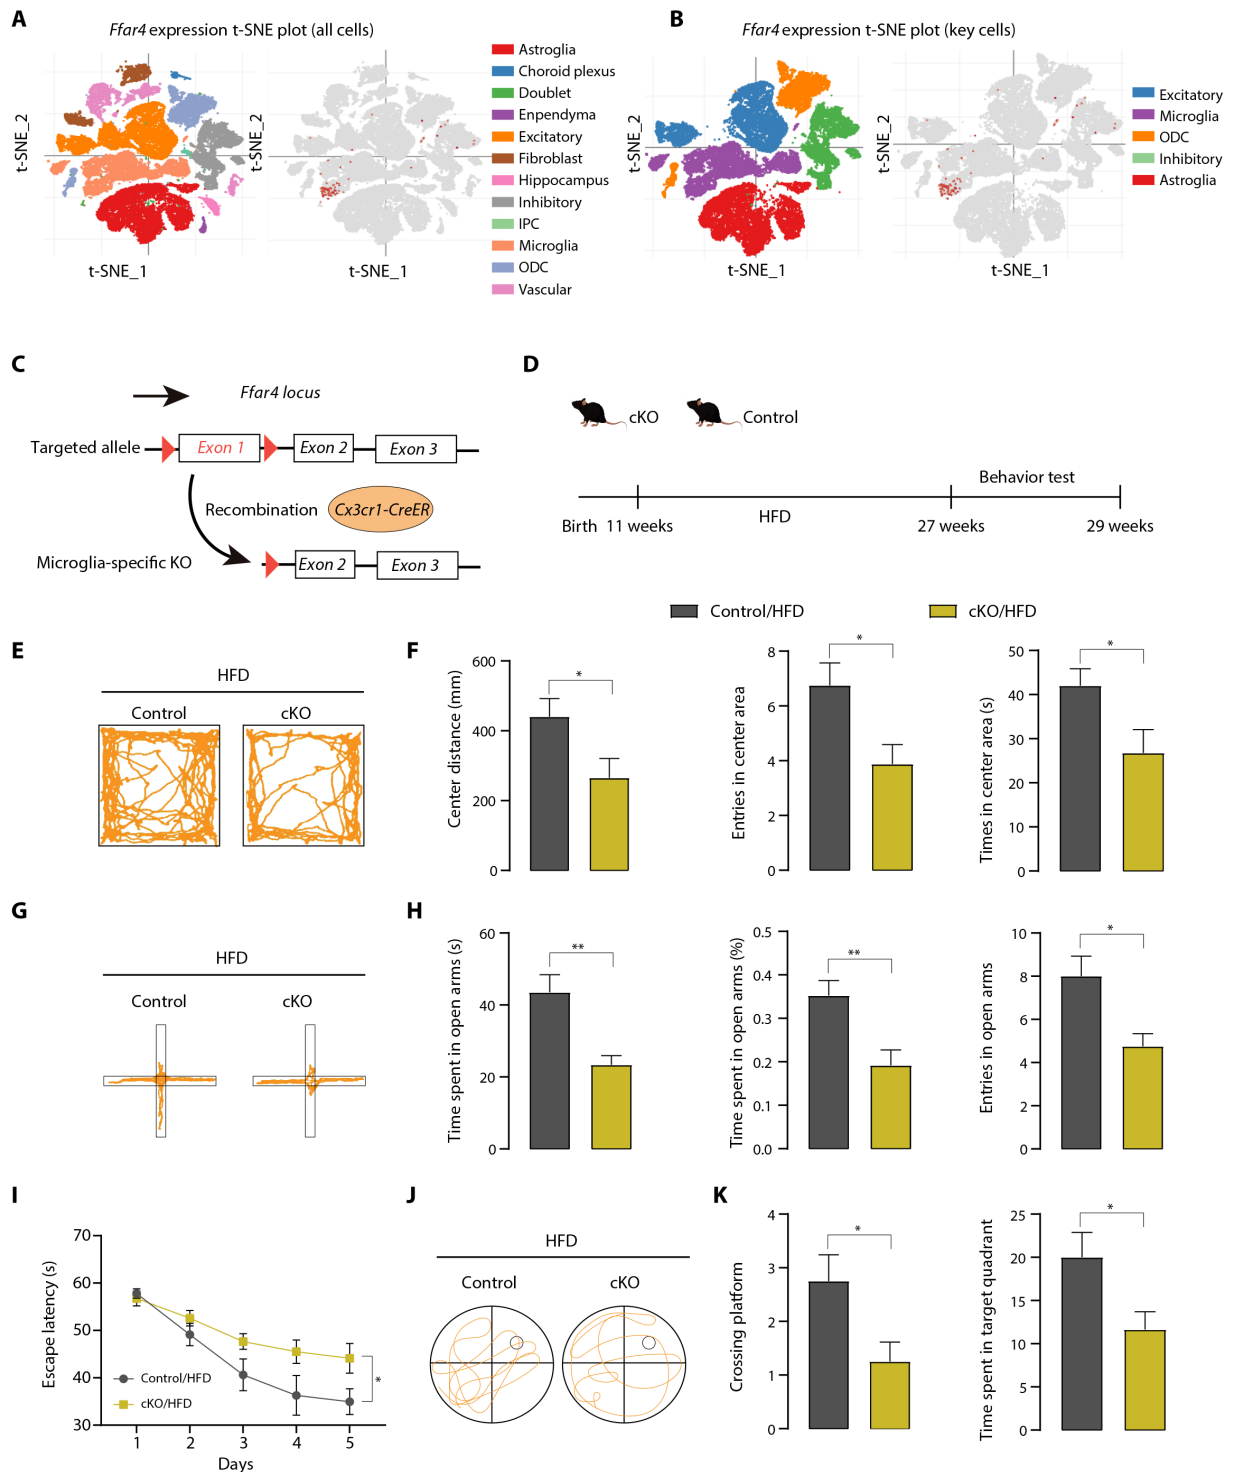 A
Ffar4 expression t-SNE plot (all cells)
t-SNE_2
t-SNE_1
t-SNE_2
t-SNE_1
Astroglia
Choroid plexus
Doublet
Enpendyma
Excitatory
Fibroblast
Hippocampus
Inhibitory
IPC
Microglia
ODC
Vascular
B
Ffar4 expression t-SNE plot (key cells)
t-SNE_2
t-SNE_1
t-SNE_2
t-SNE_1
Excitatory
Microglia
ODC
Inhibitory
Astroglia
C
Ffar4 locus
Targeted allele
Exon 1
Exon 2
Exon 3
Recombination
Cx3cr1-CreER
Microglia-specific KO
Exon 2
Exon 3
D
cKO
Control
Behavior test
Birth
11 weeks
HFD
27 weeks
29 weeks
Control/HFD
cKO/HFD
E
HFD
Control
cKO
F
Center distance (mm)
600
400
200
0
*
Entries in center area
8
6
4
2
0
*
Times in center area (s)
50
40
30
20
10
0
*
G
HFD
Control
cKO
H
Time spent in open arms (s)
60
40
20
0
**
Time spent in open arms (%)
0.5
0.4
0.3
0.2
0.1
0.0
**
Entries in open arms
10
8
6
4
2
0
*
I
Escape latency (s)
70
60
50
40
30
Control/HFD
cKO/HFD
*
1 2 3 4 5
Days
J
HFD
Control
cKO
K
Crossing platform
4
3
2
1
0
*
Time spent in target quadrant
25
20
15
10
5
0
*